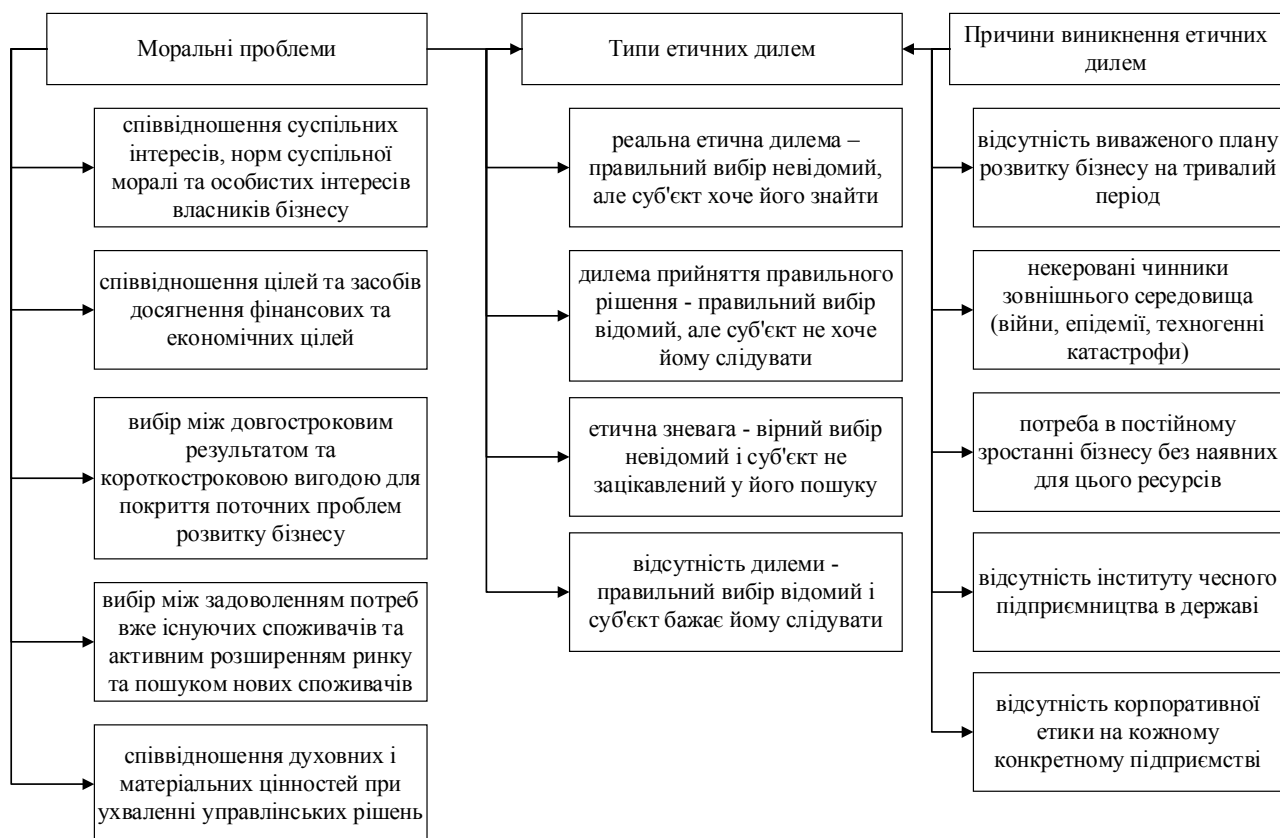 Моральні проблеми
співвідношення суспільних
інтересів, норм суспільної
моралі та особистих інтересів
власників бізнесу
співвідношення цілей та засобів
досягнення фінансових та
економічних цілей
вибір між довгостроковим
результатом та
короткостроковою вигодою для
покриття поточних проблем
розвитку бізнесу
вибір між задоволенням потреб
вже існуючих споживачів та
активним розширенням ринку
та пошуком нових споживачів
співвідношення духовних і
матеріальних цінностей при
ухваленні управлінських рішень
Типи етичних дилем
реальна етична дилема –
правильний вибір невідомий,
але суб'єкт хоче його знайти
дилема прийняття правильного
рішення - правильний вибір
відомий, але суб'єкт не хоче
йому слідувати
етична зневага - вірний вибір
невідомий і суб'єкт не
зацікавлений у його пошуку
відсутність дилеми -
правильний вибір відомий і
суб'єкт бажає йому слідувати
Причини виникнення етичних
дилем
відсутність виваженого плану
розвитку бізнесу на тривалий
період
некеровані чинники
зовнішнього середовища
(війни, епідемії, техногенні
катастрофи)
потреба в постійному
зростанні бізнесу без наявних
для цього ресурсів
відсутність інституту чесного
підприємництва в державі
відсутність корпоративної
етики на кожному
конкретному підприємстві